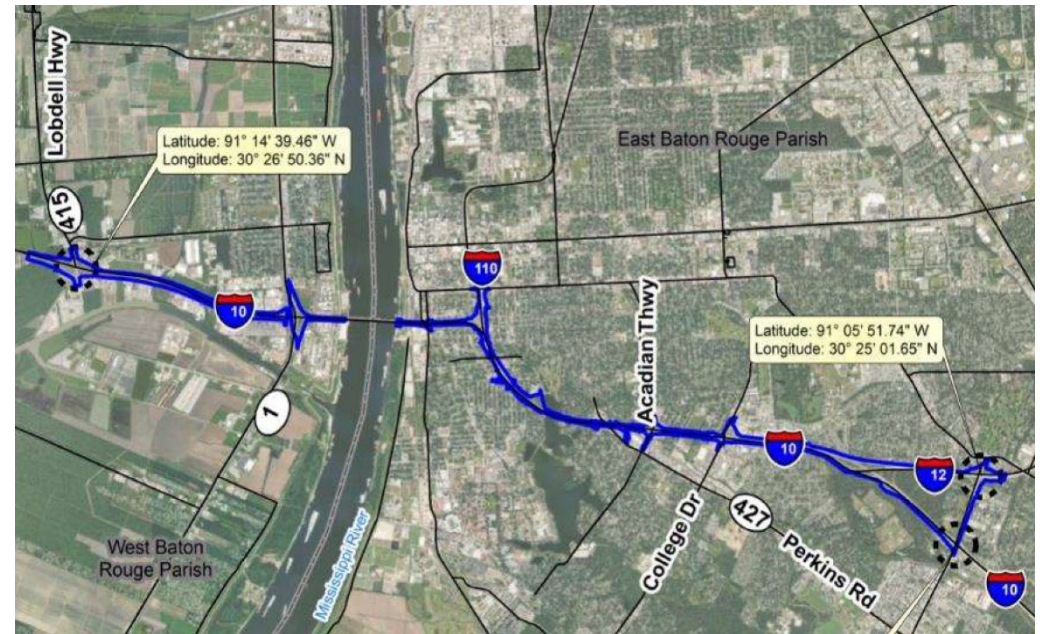 Lobdell Hwy
Latitude: 91° 14' 39.46" W
Longitude: 30° 26' 50.36" N
East Baton Rouge Parish
415
110
10
Acadian Thwy
Latitude: 91° 05' 51.74" W
Longitude: 30° 25' 01.65" N
1
10
12
College Dr
427
Perkins Rd
West Baton
Rouge Parish
Mississippi River
10